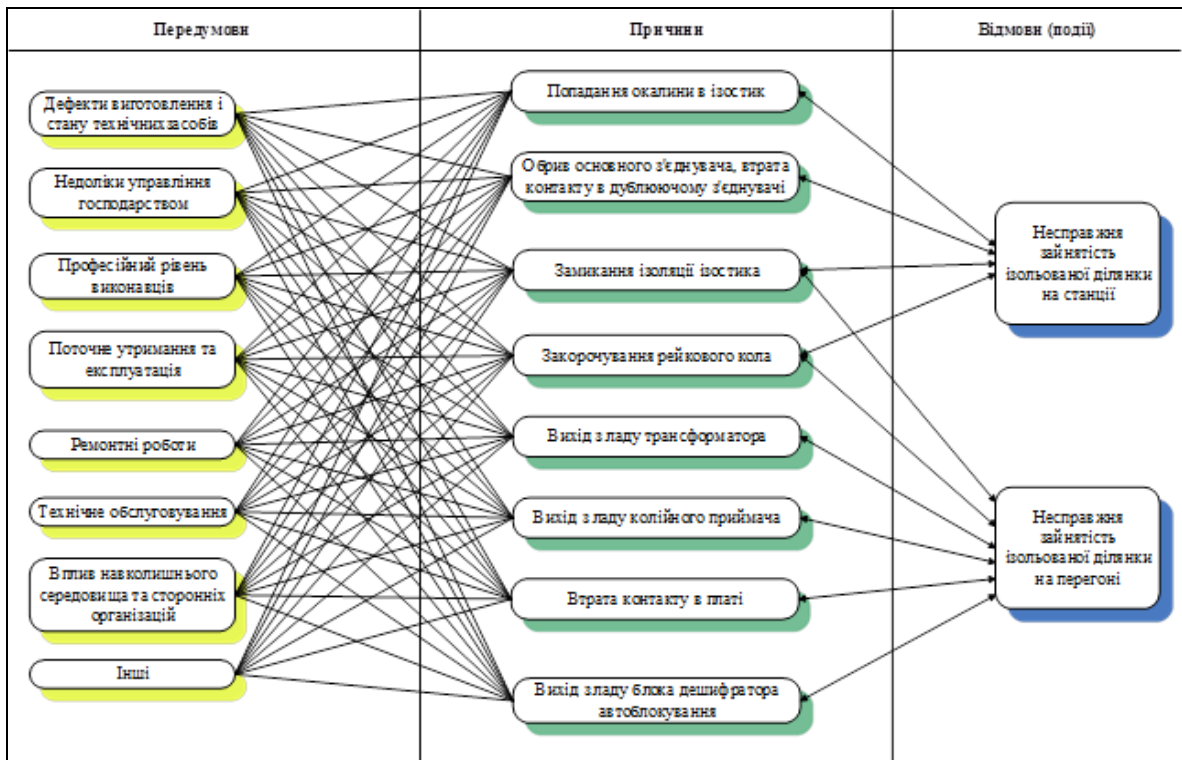 Передумови
Причини
Відмови (події)
Дефекти виготовлення і
стану технічних засобів
Недоліки управління
господарством
Професійний рівень
виконавців
Поточне утримання та
експлуатація
Ремонтні роботи
Технічне обслуговування
Вплив навколишнього
середовища та сторонніх
організацій
Інші
Попадання окалини в ізостик
Обрив основного з'єднувача, втрата
контакту в дублюючому з'єднувачі
Замикання ізоляції ізостика
Закорочування рейкового кола
Вихід з ладу трансформатора
Вихід з ладу колійного приймача
Втрата контакту в платі
Вихід з ладу блока дешифратора
автоблокування
Несправжня
зайнятість
ізольованої ділянки
на станції
Несправжня
зайнятість
ізольованої ділянки
на перегоні